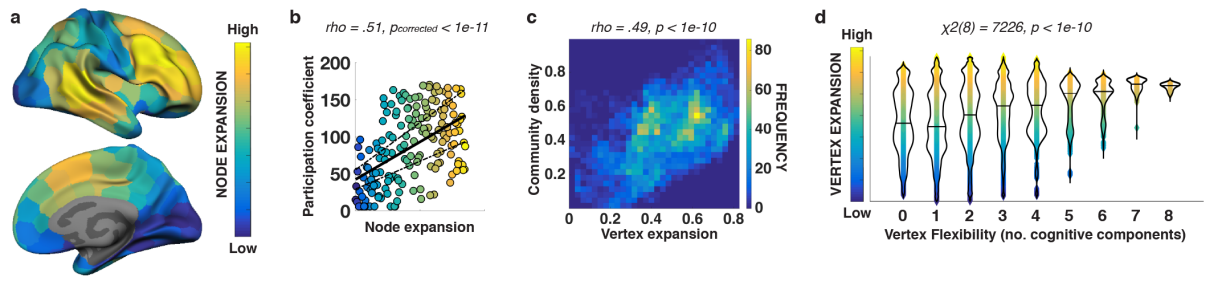 a
High
NODE EXPANSION
Low
b
rho = .51, pcorrected < 1e-11
Participation coefficient
200
150
100
50
0
Node expansion
c
rho = .49, p < 1e-10
Community density
0.8
0.6
0.4
0.2
0 0.2 0.4 0.6 0.8
Vertex expansion
80
60
40
20
0
FREQUENCY
d
χ2(8) = 7226, p < 1e-10
High
VERTEX EXPANSION
Low
0 1 2 3 4 5 6 7 8
Vertex Flexibility (no. cognitive components)